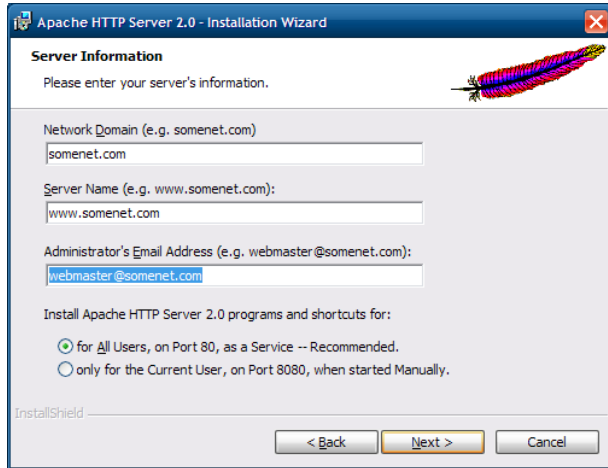 Apache HTTP Server 2.0 - Installation Wizard
Server Information
Please enter your server's information.
Network Domain (e.g. somenet.com)
somenet.com
Server Name (e.g. www.somenet.com):
www.somenet.com
Administrator's Email Address (e.g. webmaster@somenet.com):
webmaster@somenet.com
Install Apache HTTP Server 2.0 programs and shortcuts for:
for All Users, on Port 80, as a Service -- Recommended.
only for the Current User, on Port 8080, when started Manually.
InstallShield
< Back Next > Cancel